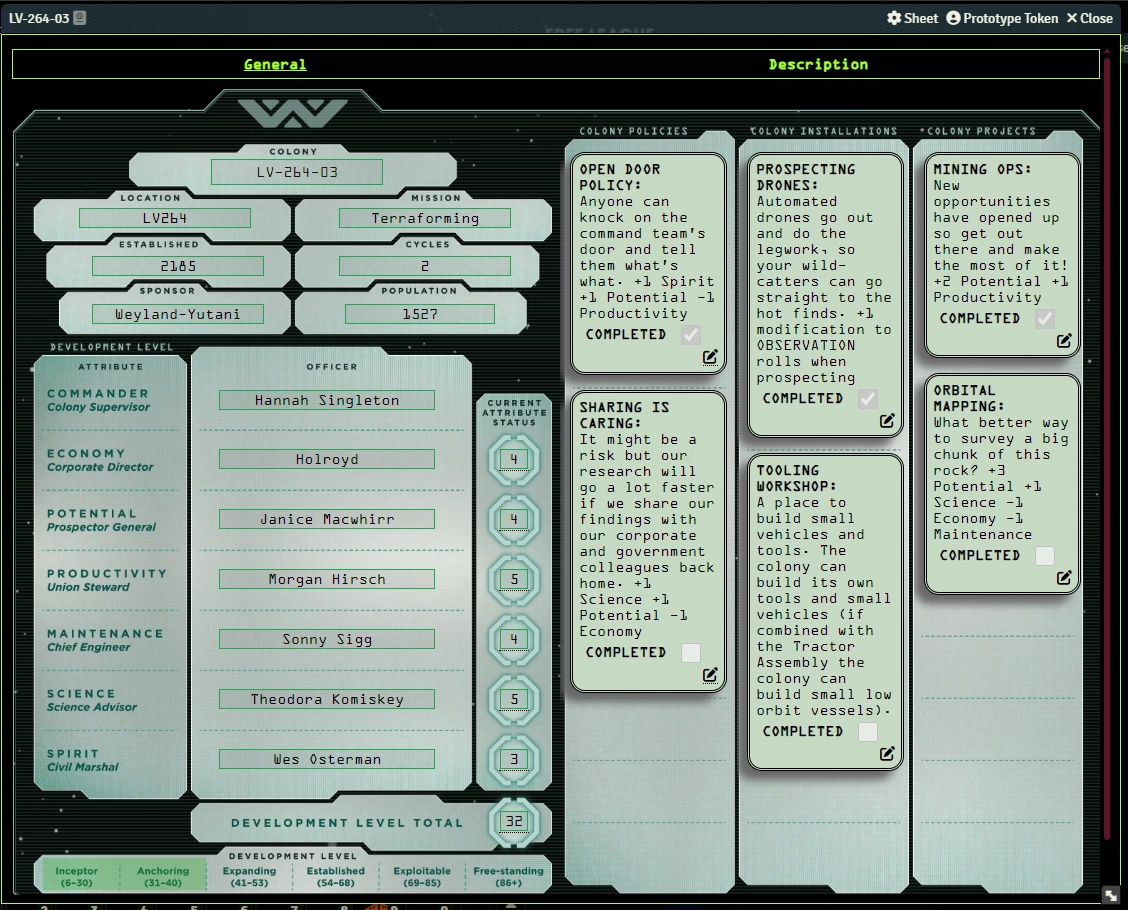 LV-264-03
Sheet
Prototype Token
Close
FREE LEAGUE
General
Description
COLONY
LV-264-03
LOCATION
MISSION
LV264
Terraforming
ESTABLISHED
CYCLES
2185
2
SPONSOR
POPULATION
Weyland-Yutani
1527
DEVELOPMENT LEVEL
ATTRIBUTE
OFFICER
CURRENT
ATTRIBUTE
STATUS
COMMANDER
Colony Supervisor
Hannah Singleton
ECONOMY
Corporate Director
Holroyd
4
POTENTIAL
Prospector General
Janice Macwhirr
4
PRODUCTIVITY
Union Steward
Morgan Hirsch
5
MAINTENANCE
Chief Engineer
Sonny Sigg
4
SCIENCE
Science Advisor
Theodora Komiskey
5
SPIRIT
Civil Marshal
Wes Osterman
3
DEVELOPMENT LEVEL TOTAL
32
DEVELOPMENT LEVEL
Inceptor
(6-30)
Anchoring
(31-40)
Expanding
(41-53)
Established
(54-68)
Exploitable
(69-85)
Free-standing
(86+)
COLONY POLICIES
OPEN DOOR
POLICY:
Anyone can
knock on the
command team's
door and tell
them what's
what. +1 Spirit
+1 Potential -1
Productivity
COMPLETED
SHARING IS
CARING:
It might be a
risk but our
research will
go a lot faster
if we share our
findings with
our corporate
and government
colleagues back
home. +1
Science +1
Potential -1
Economy
COMPLETED
COLONY INSTALLATIONS
PROSPECTING
DRONES:
Automated
drones go out
and do the
legwork, so
your wild-
catters can go
straight to the
hot finds. +1
modification to
OBSERVATION
rolls when
prospecting
COMPLETED
TOOLING
WORKSHOP:
A place to
build small
vehicles and
tools. The
colony can
build its own
tools and small
vehicles (if
combined with
the Tractor
Assembly the
colony can
build small low
orbit vessels).
COMPLETED
COLONY PROJECTS
MINING OPS:
New
opportunities
have opened up
so get out
there and make
the most of it!
+2 Potential +1
Productivity
COMPLETED
ORBITAL
MAPPING:
What better way
to survey a big
chunk of this
rock? +3
Potential +1
Science -1
Economy -1
Maintenance
COMPLETED